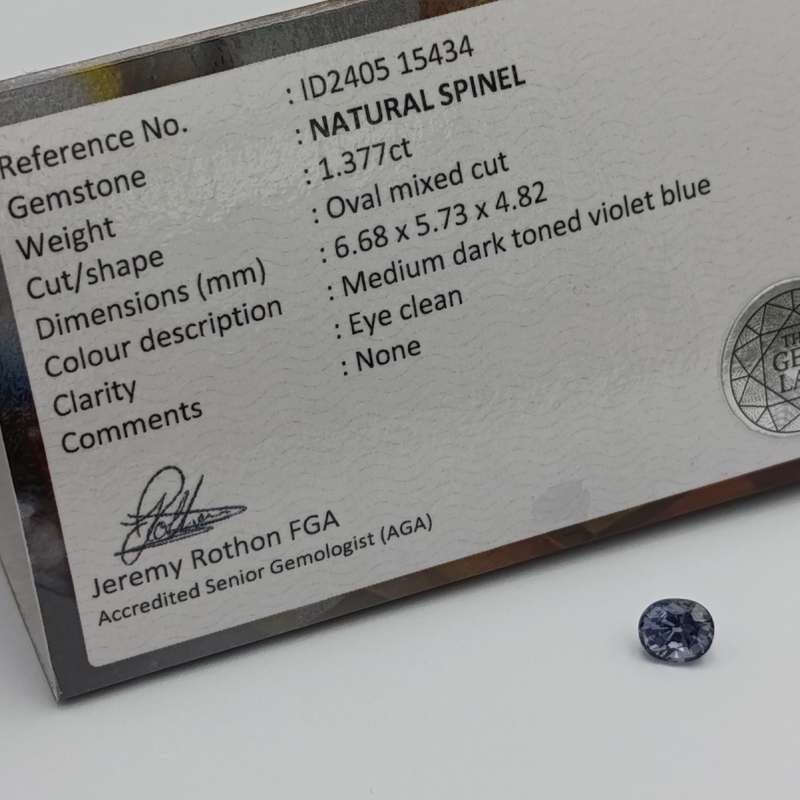 Reference No. : ID2405 15434
Gemstone : NATURAL SPINEL
Weight : 1.377ct
Cut/shape : Oval mixed cut
Dimensions (mm) : 6.68 x 5.73 x 4.82
Colour description : Medium dark toned violet blue
Clarity : Eye clean
Comments : None
Jeremy Rothon FGA
Accredited Senior Gemologist (AGA)